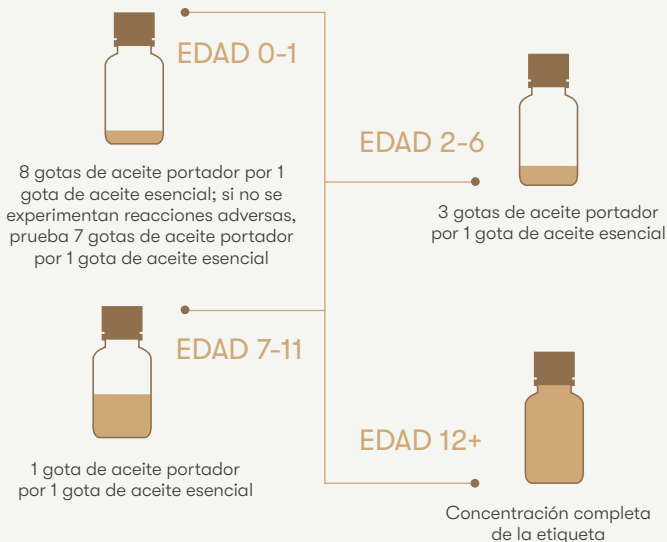 EDAD 0-1
8 gotas de aceite portador por 1
gota de aceite esencial; si no se
experimentan reacciones adversas,
prueba 7 gotas de aceite portador
por 1 gota de aceite esencial
EDAD 2-6
3 gotas de aceite portador
por 1 gota de aceite esencial
EDAD 7-11
1 gota de aceite portador
por 1 gota de aceite esencial
EDAD 12+
Concentración completa
de la etiqueta